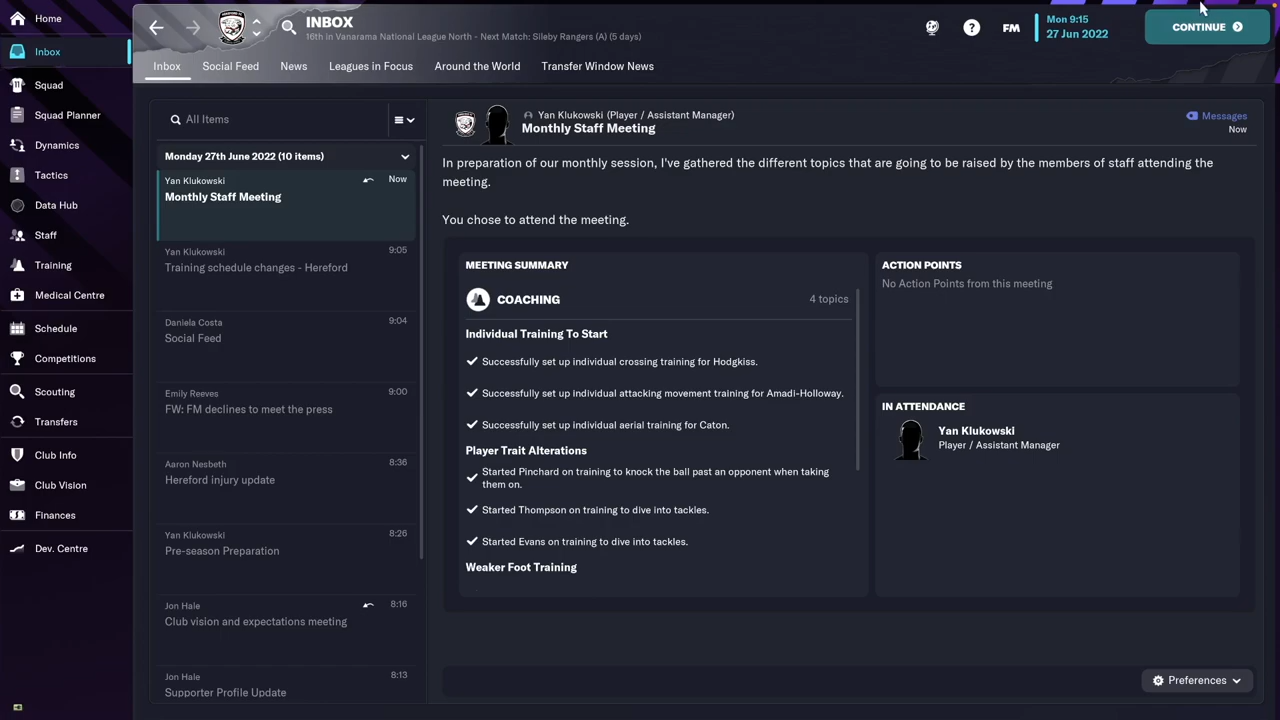 Home
Inbox
Squad
Squad Planner
Dynamics
Tactics
Data Hub
Staff
Training
Medical Centre
Schedule
Competitions
Scouting
Transfers
Club Info
Club Vision
Finances
Dev. Centre
INBOX
16th in Vanarama National League North - Next Match: Sileby Rangers (A) (5 days)
FM
Mon 9:15
27 Jun 2022
CONTINUE
Inbox Social Feed News Leagues in Focus Around the World Transfer Window News
All Items
Monday 27th June 2022 (10 items)
Yan Klukowski Now
Monthly Staff Meeting
Yan Klukowski 9:05
Training schedule changes - Hereford
Daniela Costa 9:04
Social Feed
Emily Reeves 9:00
FW: FM declines to meet the press
Aaron Nesbeth 8:36
Hereford injury update
Yan Klukowski 8:26
Pre-season Preparation
Jon Hale 8:16
Club vision and expectations meeting
Jon Hale 8:13
Supporter Profile Update
Yan Klukowski (Player / Assistant Manager)
Monthly Staff Meeting
Messages
Now
In preparation of our monthly session, I've gathered the different topics that are going to be raised by the members of staff attending the
meeting.
You chose to attend the meeting.
MEETING SUMMARY
COACHING 4 topics
Individual Training To Start
Successfully set up individual crossing training for Hodgkiss.
Successfully set up individual attacking movement training for Amadi-Holloway.
Successfully set up individual aerial training for Caton.
Player Trait Alterations
Started Pinchard on training to knock the ball past an opponent when taking
them on.
Started Thompson on training to dive into tackles.
Started Evans on training to dive into tackles.
Weaker Foot Training
ACTION POINTS
No Action Points from this meeting
IN ATTENDANCE
Yan Klukowski
Player / Assistant Manager
Preferences